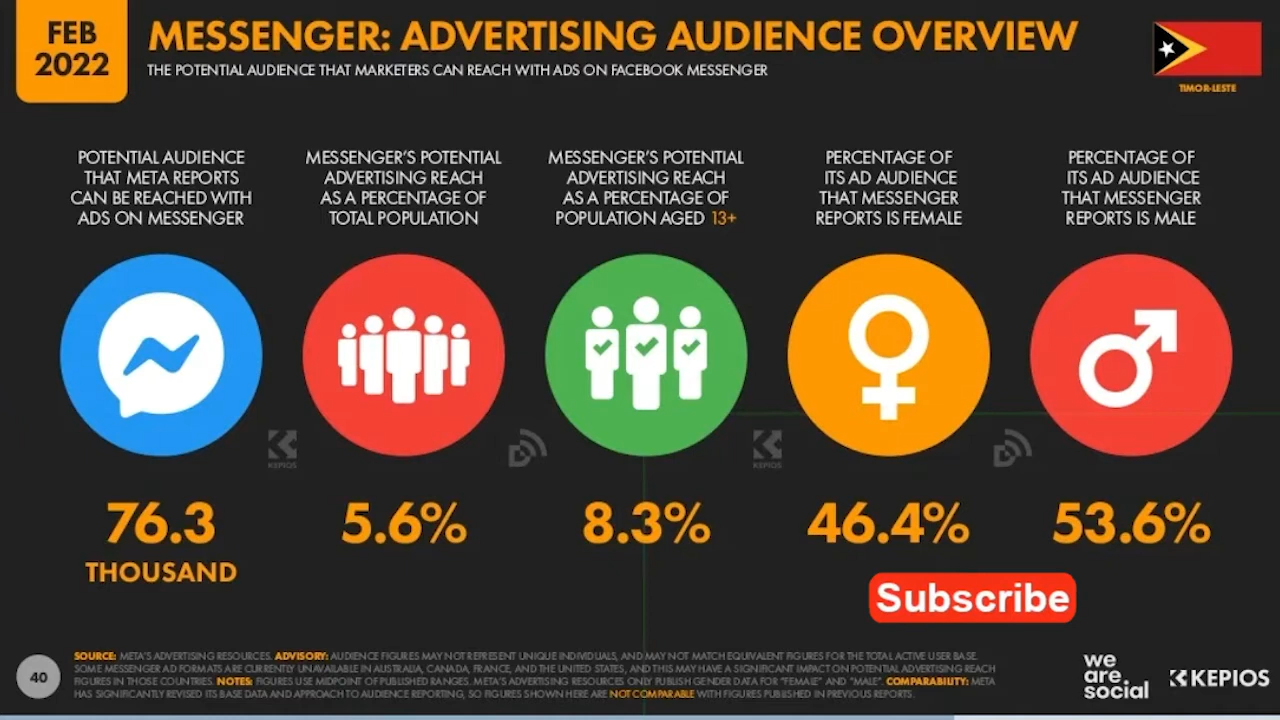 FEB
2022
MESSENGER: ADVERTISING AUDIENCE OVERVIEW
THE POTENTIAL AUDIENCE THAT MARKETERS CAN REACH WITH ADS ON FACEBOOK MESSENGER
TIMOR-LESTE
POTENTIAL AUDIENCE
THAT META REPORTS
CAN BE REACHED WITH
ADS ON MESSENGER
MESSENGER'S POTENTIAL
ADVERTISING REACH
AS A PERCENTAGE OF
TOTAL POPULATION
MESSENGER'S POTENTIAL
ADVERTISING REACH
AS A PERCENTAGE OF
POPULATION AGED 13+
PERCENTAGE OF
ITS AD AUDIENCE
THAT MESSENGER
REPORTS IS FEMALE
PERCENTAGE OF
ITS AD AUDIENCE
THAT MESSENGER
REPORTS IS MALE
KEPIOS
KEPIOS
76.3
THOUSAND
5.6%
8.3%
46.4%
53.6%
Subscribe
40
SOURCE: META'S ADVERTISING RESOURCES. ADVISORY: AUDIENCE FIGURES MAY NOT REPRESENT UNIQUE INDIVIDUALS, AND MAY NOT MATCH EQUIVALENT FIGURES FOR THE TOTAL ACTIVE USER BASE.
SOME MESSENGER AD FORMATS ARE CURRENTLY UNAVAILABLE IN AUSTRALIA, CANADA, FRANCE, AND THE UNITED STATES, AND THIS MAY HAVE A SIGNIFICANT IMPACT ON POTENTIAL ADVERTISING REACH
FIGURES IN THOSE COUNTRIES. NOTES: FIGURES USE MIDPOINT OF PUBLISHED RANGES. META'S ADVERTISING RESOURCES ONLY PUBLISH GENDER DATA FOR "FEMALE" AND "MALE". COMPARABILITY: META
HAS SIGNIFICANTLY REVISED ITS BASE DATA AND APPROACH TO AUDIENCE REPORTING, SO FIGURES SHOWN HERE ARE NOT COMPARABLE WITH FIGURES PUBLISHED IN PREVIOUS REPORTS.
we
are
social
KEPIOS